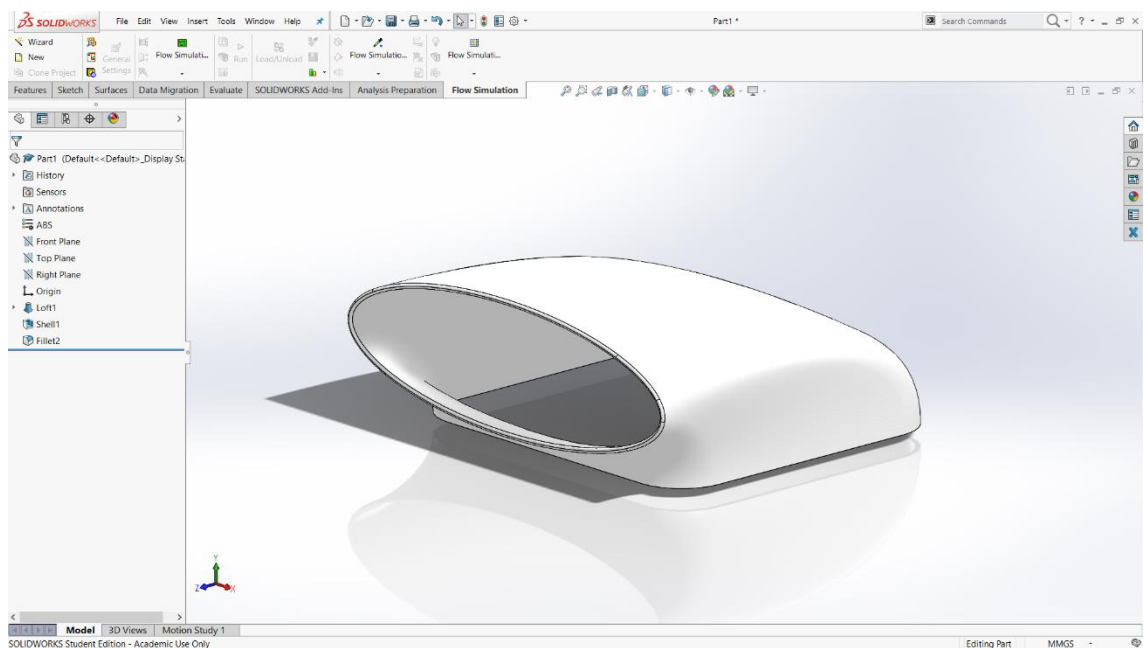 SOLIDWORKS File Edit View Insert Tools Window Help Part1 * Search Commands
Wizard
New
Clone Project
General Settings
Flow Simulati...
Run
Load/Unload
Flow Simulatio...
Flow Simulati...
Features Sketch Surfaces Data Migration Evaluate SOLIDWORKS Add-Ins Analysis Preparation Flow Simulation
Part1 (Default<<Default>_Display St
History
Sensors
Annotations
ABS
Front Plane
Top Plane
Right Plane
Origin
Loft1
Shell1
Fillet2
Y
Z X
Model 3D Views Motion Study 1
SOLIDWORKS Student Edition - Academic Use Only Editing Part MMGS -